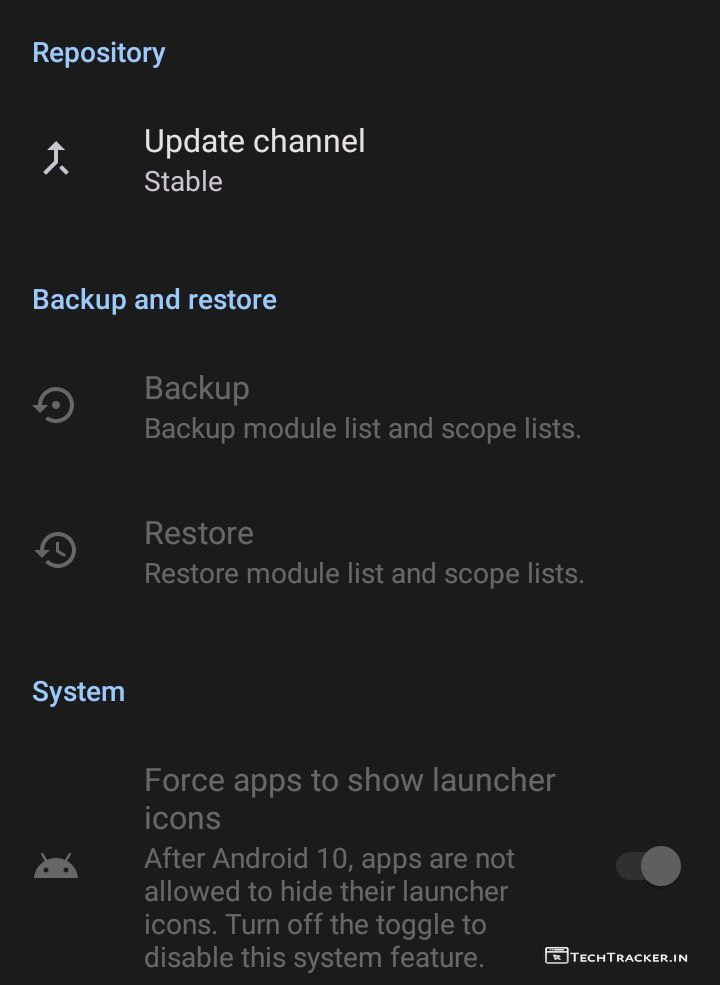 Repository
Update channel
Stable
Backup and restore
Backup
Backup module list and scope lists.
Restore
Restore module list and scope lists.
System
Force apps to show launcher
icons
After Android 10, apps are not
allowed to hide their launcher
icons. Turn off the toggle to
disable this system feature.
TechTracker.in